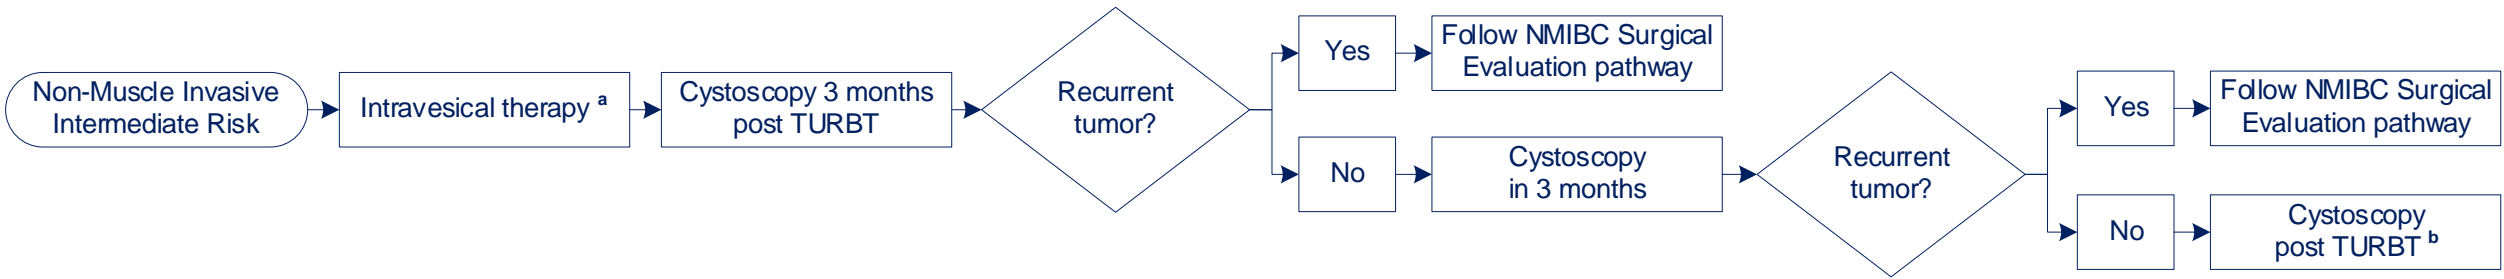 Non-Muscle Invasive
Intermediate Risk
Intravesical therapy a
Cystoscopy 3 months
post TURBT
Recurrent
tumor?
Yes
Follow NMIBC Surgical
Evaluation pathway
No
Cystoscopy
in 3 months
Recurrent
tumor?
Yes
Follow NMIBC Surgical
Evaluation pathway
No
Cystoscopy
post TURBT b